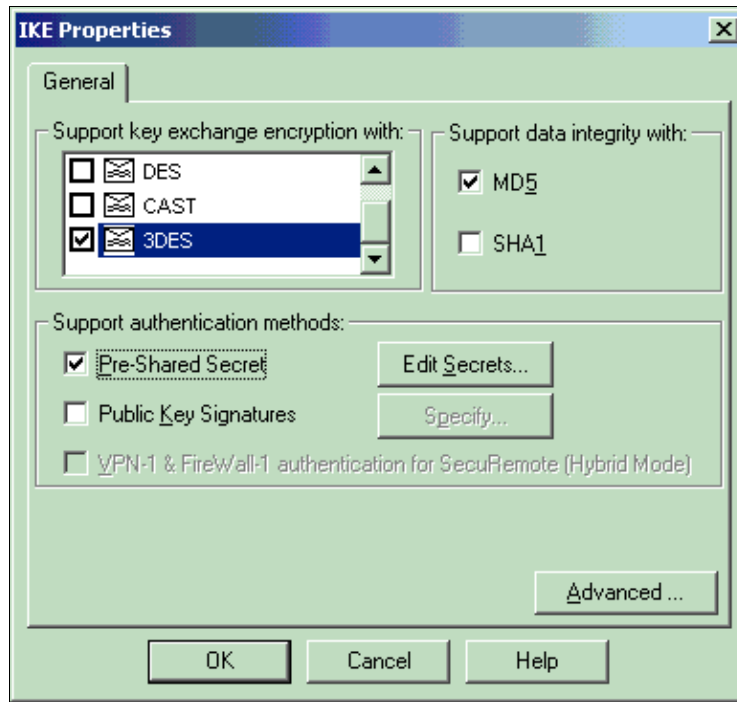 IKE Properties
General
Support key exchange encryption with:
DES
CAST
3DES
Support data integrity with:
MD5
SHA1
Support authentication methods:
Pre-Shared Secret
Edit Secrets...
Public Key Signatures
Specify...
VPN-1 & FireWall-1 authentication for SecuRemote (Hybrid Mode)
Advanced ...
OK
Cancel
Help